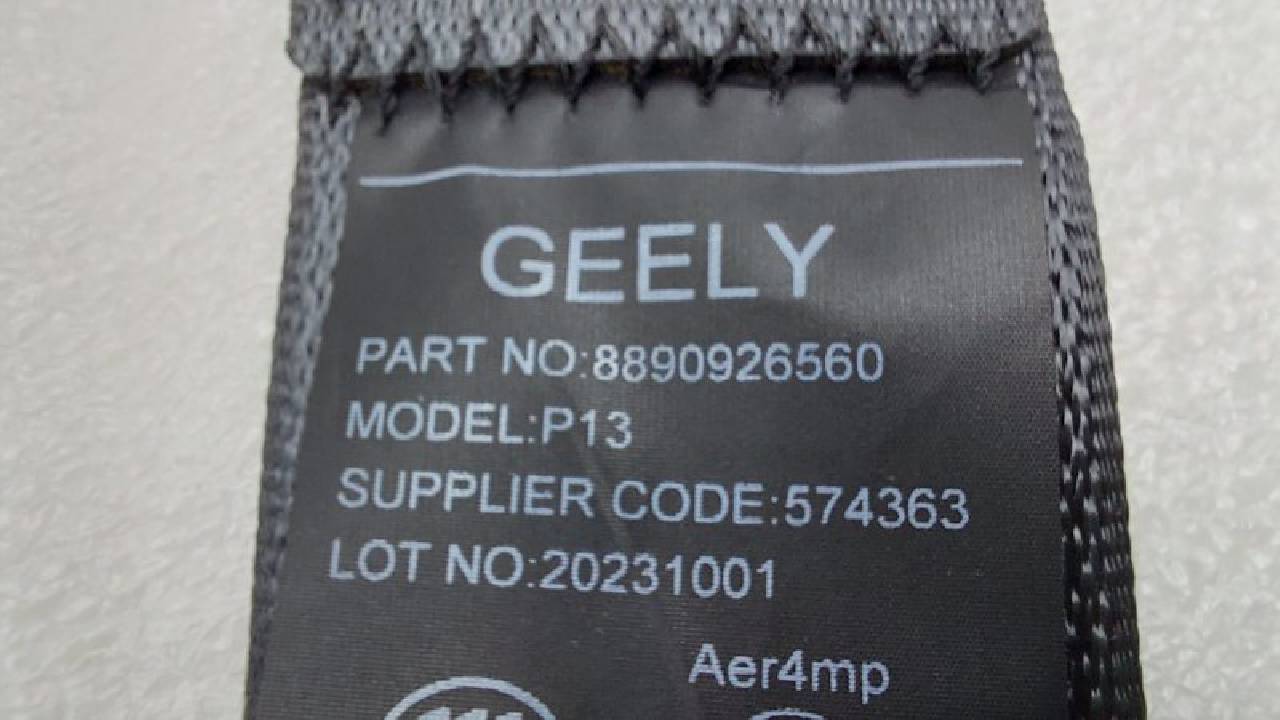 GEELY
PART NO:8890926560
MODEL:P13
SUPPLIER CODE:574363
LOT NO:20231001
Aer4mp